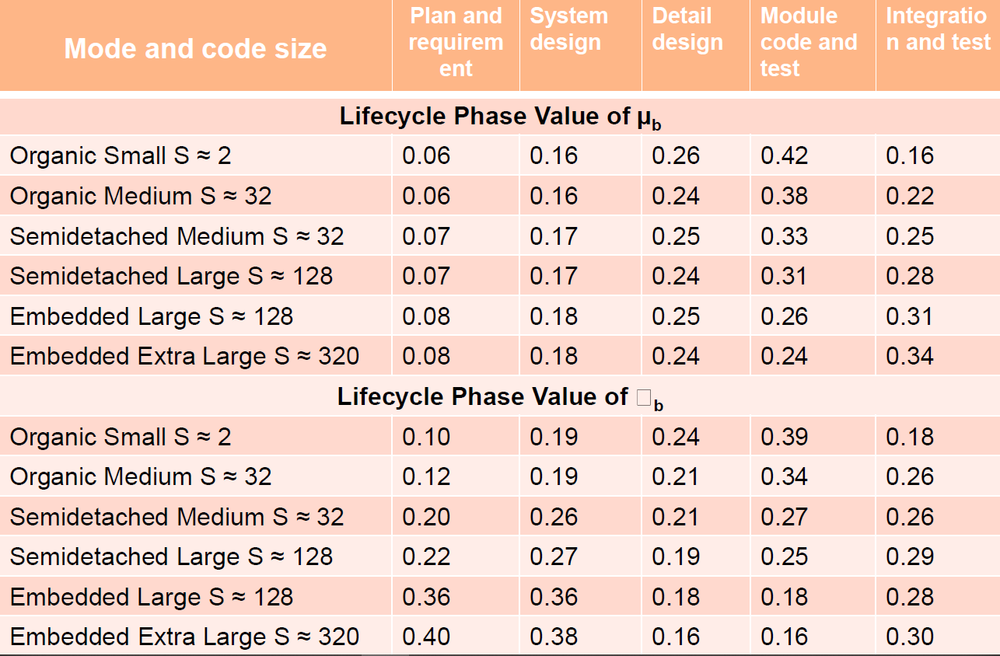 Mode and code size Plan and requirem ent System design Detail design Module code and test Integratio n and test
Lifecycle Phase Value of µb
Organic Small S ≈ 2 0.06 0.16 0.26 0.42 0.16
Organic Medium S ≈ 32 0.06 0.16 0.24 0.38 0.22
Semidetached Medium S ≈ 32 0.07 0.17 0.25 0.33 0.25
Semidetached Large S ≈ 128 0.07 0.17 0.24 0.31 0.28
Embedded Large S ≈ 128 0.08 0.18 0.25 0.26 0.31
Embedded Extra Large S ≈ 320 0.08 0.18 0.24 0.24 0.34
Lifecycle Phase Value of □b
Organic Small S ≈ 2 0.10 0.19 0.24 0.39 0.18
Organic Medium S ≈ 32 0.12 0.19 0.21 0.34 0.26
Semidetached Medium S ≈ 32 0.20 0.26 0.21 0.27 0.26
Semidetached Large S ≈ 128 0.22 0.27 0.19 0.25 0.29
Embedded Large S ≈ 128 0.36 0.36 0.18 0.18 0.28
Embedded Extra Large S ≈ 320 0.40 0.38 0.16 0.16 0.30